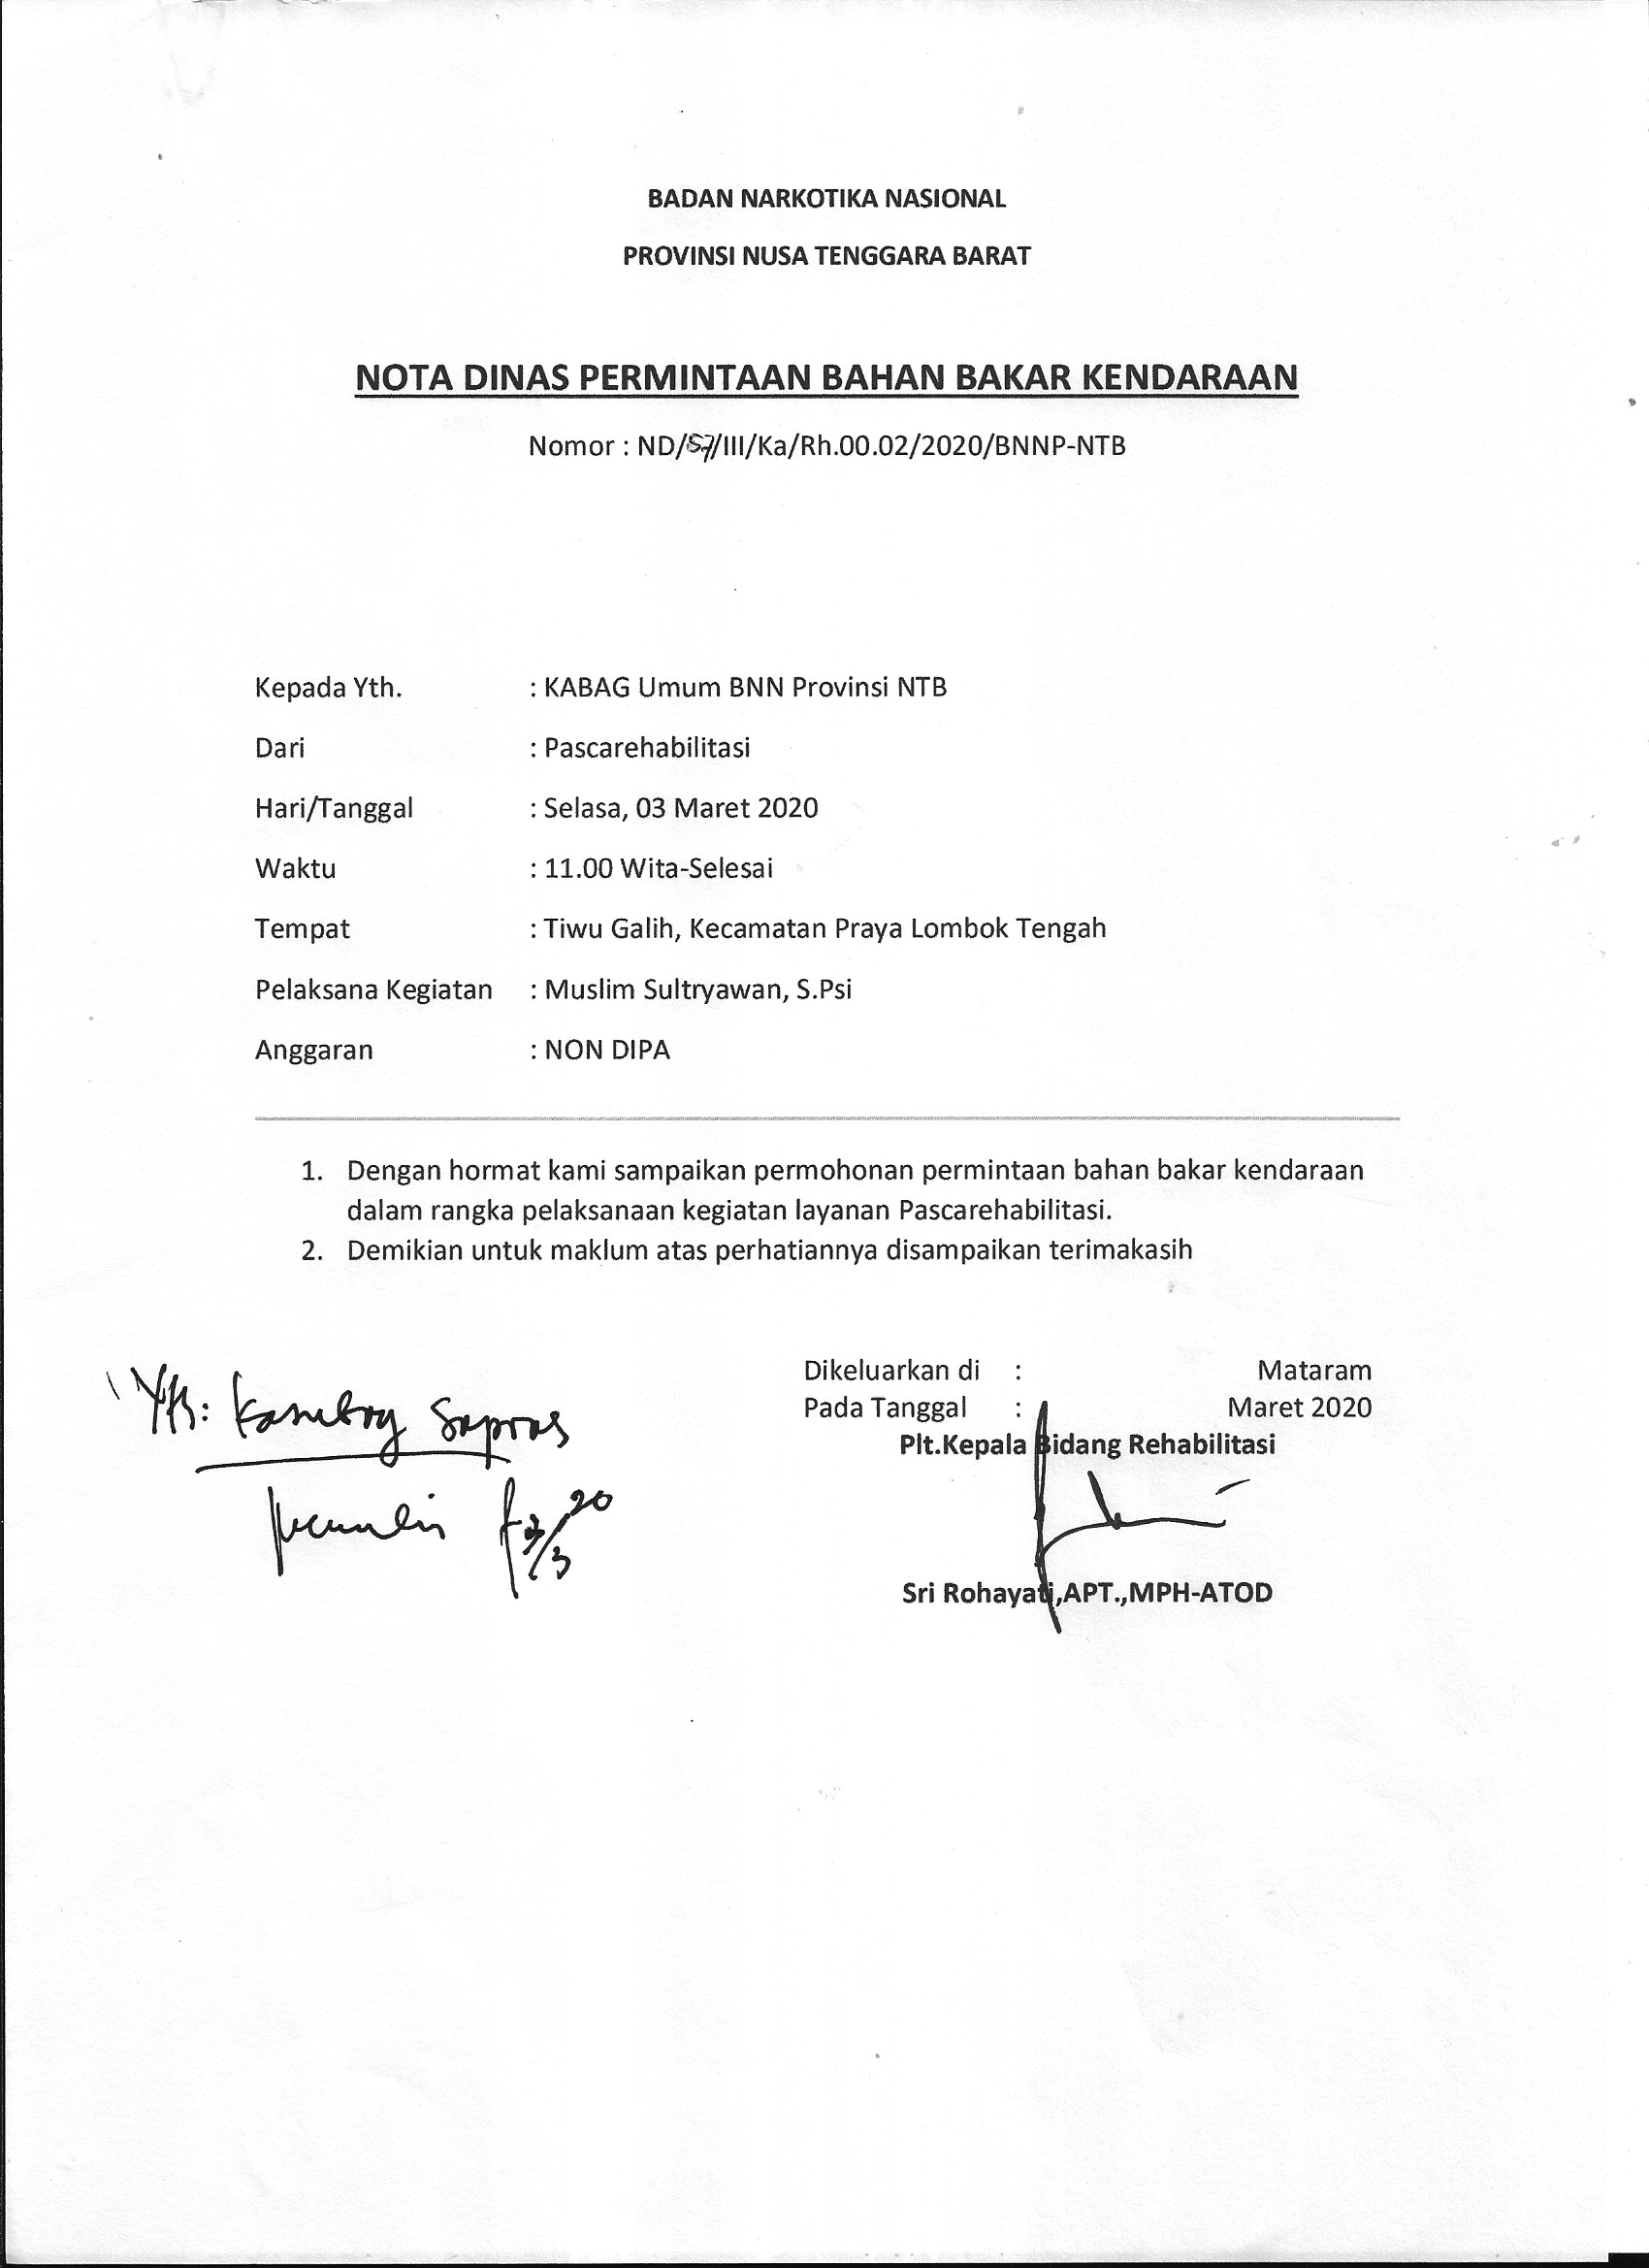 BADAN NARKOTIKA NASIONAL
PROVINSI NUSA TENGGARA BARAT
NOTA DINAS PERMINTAAN BAHAN BAKAR KENDARAAN
Nomor : ND/57/III/Ka/Rh.00.02/2020/BNNP-NTB
Kepada Yth. : KABAG Umum BNN Provinsi NTB
Dari : Pascarehabilitasi
Hari/Tanggal : Selasa, 03 Maret 2020
Waktu : 11.00 Wita-Selesai
Tempat : Tiwu Galih, Kecamatan Praya Lombok Tengah
Pelaksana Kegiatan : Muslim Sultryawan, S.Psi
Anggaran : NON DIPA
1. Dengan hormat kami sampaikan permohonan permintaan bahan bakar kendaraan
dalam rangka pelaksanaan kegiatan layanan Pascarehabilitasi.
2. Demikian untuk maklum atas perhatiannya disampaikan terimakasih
Dikeluarkan di : Mataram
Pada Tanggal : Maret 2020
Plt.Kepala Bidang Rehabilitasi
Sri Rohayati,APT.,MPH-ATOD
Yth: Kasubbag Sarpras